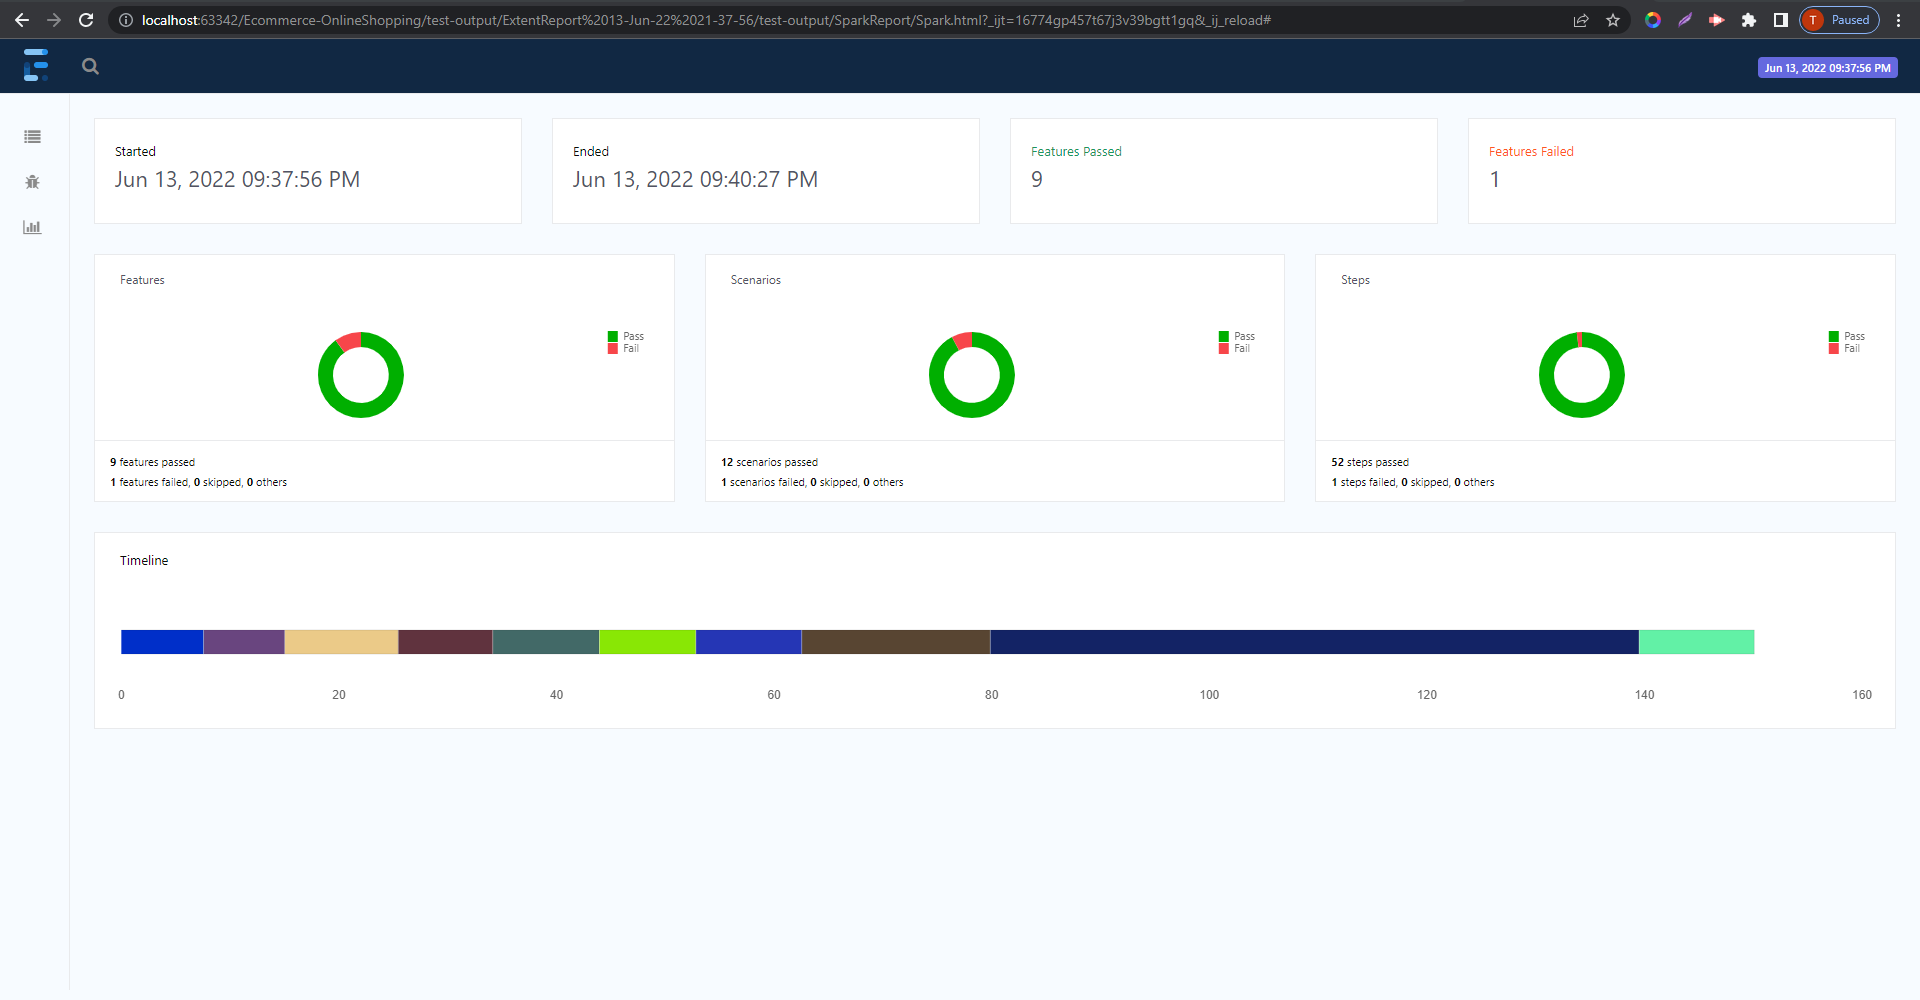 localhost:63342/Ecommerce-OnlineShopping/test-output/ExtentReport%2013-Jun-22%2021-37-56/test-output/SparkReport/Spark.html?_ijt=16774gp457t67j3v39bgtt1gq&_ij_reload#
T Paused
Jun 13, 2022 09:37:56 PM
Started
Jun 13, 2022 09:37:56 PM
Ended
Jun 13, 2022 09:40:27 PM
Features Passed
9
Features Failed
1
Features
Pass
Fail
9 features passed
1 features failed, 0 skipped, 0 others
Scenarios
Pass
Fail
12 scenarios passed
1 scenarios failed, 0 skipped, 0 others
Steps
Pass
Fail
52 steps passed
1 steps failed, 0 skipped, 0 others
Timeline
0 20 40 60 80 100 120 140 160